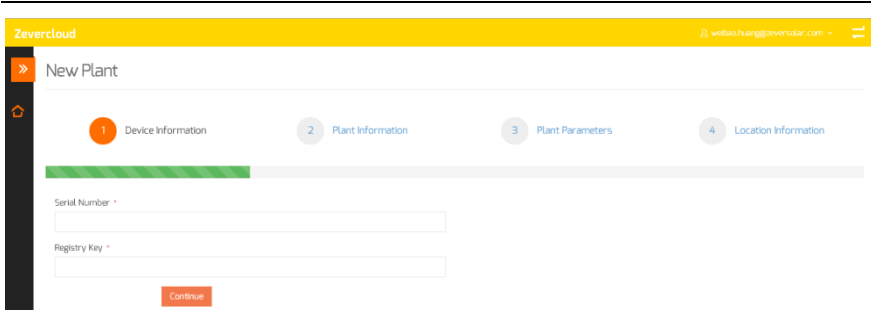 Zevercloud weibao.huang@zeversolar.com
New Plant
1 Device Information 2 Plant Information 3 Plant Parameters 4 Location Information
Serial Number *
Registry Key *
Continue